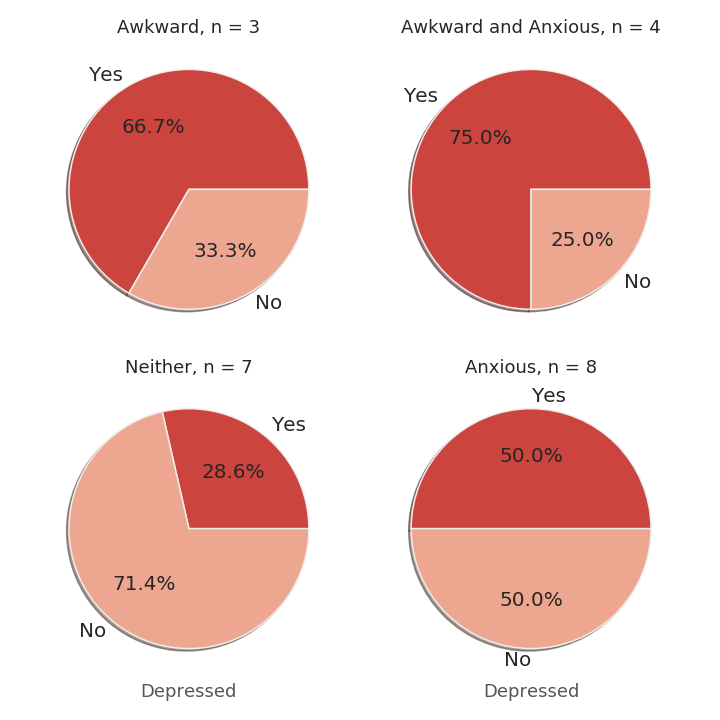 Awkward, n = 3
Yes
66.7%
33.3%
No
Awkward and Anxious, n = 4
Yes
75.0%
25.0%
No
Neither, n = 7
Yes
28.6%
71.4%
No
Depressed
Anxious, n = 8
Yes
50.0%
50.0%
No
Depressed